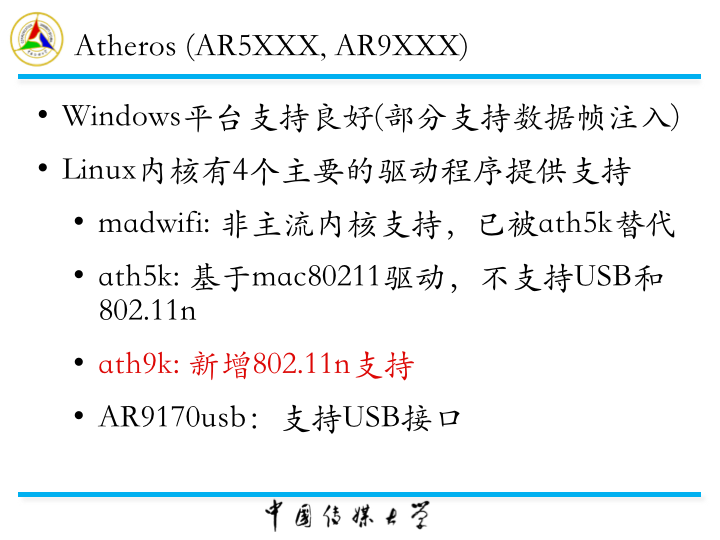 Atheros (AR5XXX, AR9XXX)
• Windows平台支持良好(部分支持数据帧注入)
• Linux内核有4个主要的驱动程序提供支持
• madwifi: 非主流内核支持，已被ath5k替代
• ath5k: 基于mac80211驱动，不支持USB和
802.11n
• ath9k: 新增802.11n支持
• AR9170usb：支持USB接口
中国传媒大学